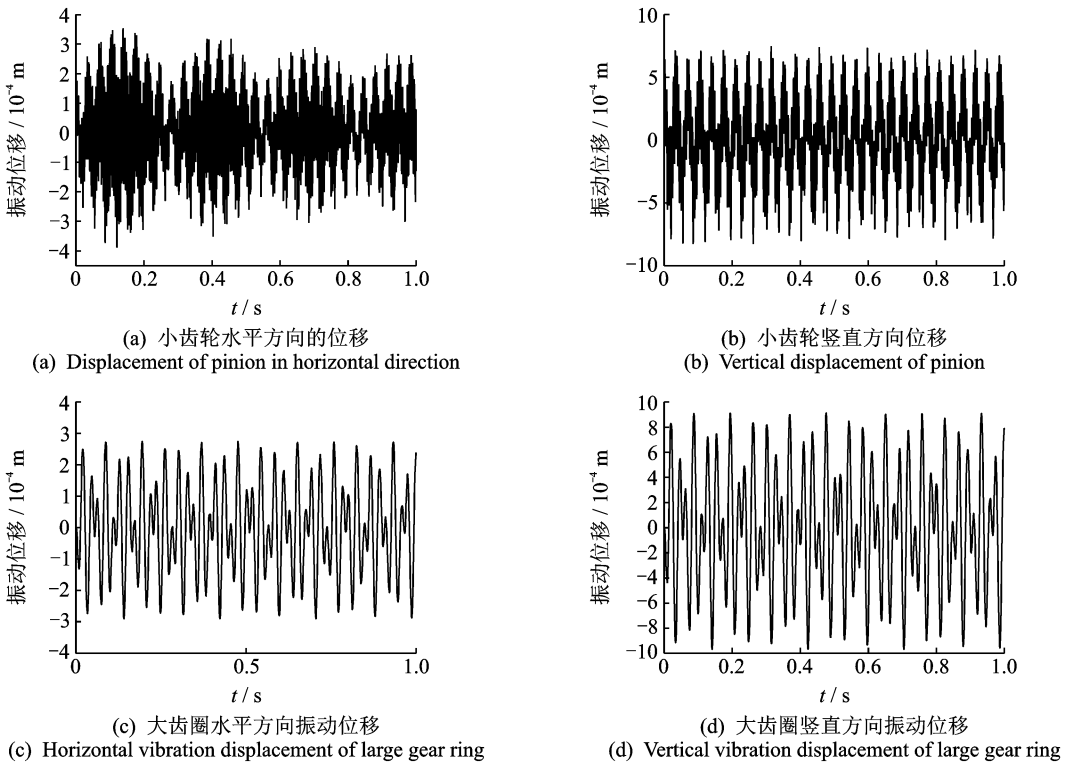 4
3
2
1
0
−1
−2
−3
−4
振动位移 / 10⁻⁴ m
0 0.2 0.4 0.6 0.8 1.0
t / s
(a) 小齿轮水平方向的位移
(a) Displacement of pinion in horizontal direction
10
5
0
−5
−10
振动位移 / 10⁻⁴ m
0 0.2 0.4 0.6 0.8 1.0
t / s
(b) 小齿轮竖直方向位移
(b) Vertical displacement of pinion
4
3
2
1
0
−1
−2
−3
−4
振动位移 / 10⁻⁴ m
0 0.5 1.0
t / s
(c) 大齿圈水平方向振动位移
(c) Horizontal vibration displacement of large gear ring
10
8
6
4
2
0
−2
−4
−6
−8
−10
振动位移 / 10⁻⁴ m
0 0.2 0.4 0.6 0.8 1.0
t / s
(d) 大齿圈竖直方向振动位移
(d) Vertical vibration displacement of large gear ring